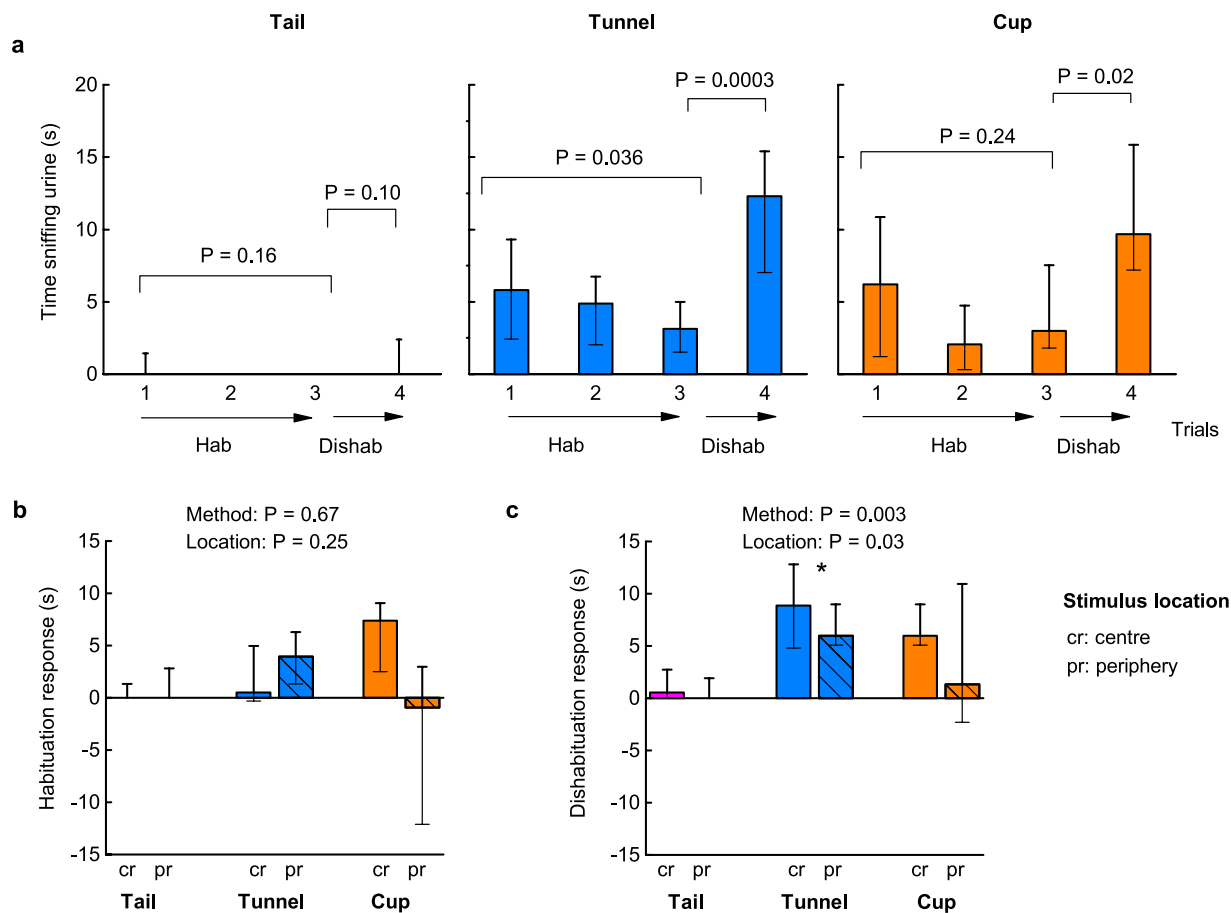 Tail Tunnel Cup
a
Time sniffing urine (s)
20
15
10
5
0
P = 0.16
P = 0.10
P = 0.036
P = 0.0003
P = 0.24
P = 0.02
1 2 3 4
1 2 3 4
1 2 3 4
Hab Dishab
Hab Dishab
Hab Dishab
Trials
b
Method: P = 0.67
Location: P = 0.25
Habituation response (s)
15
10
5
0
-5
-10
-15
cr pr cr pr cr pr
Tail Tunnel Cup
c
Method: P = 0.003
Location: P = 0.03
*
Dishabituation response (s)
15
10
5
0
-5
-10
-15
cr pr cr pr cr pr
Tail Tunnel Cup
Stimulus location
cr: centre
pr: periphery